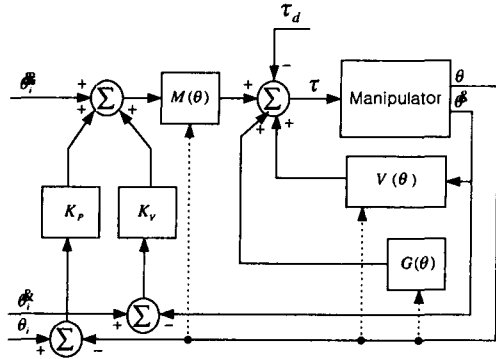 τ_d
−
θ
+
+
+
Σ
+
M(θ)
+
Σ
+
+
τ
Manipulator
θ
K_P
K_V
V(θ)
G(θ)
θ_i
+
Σ
−
+
Σ
−